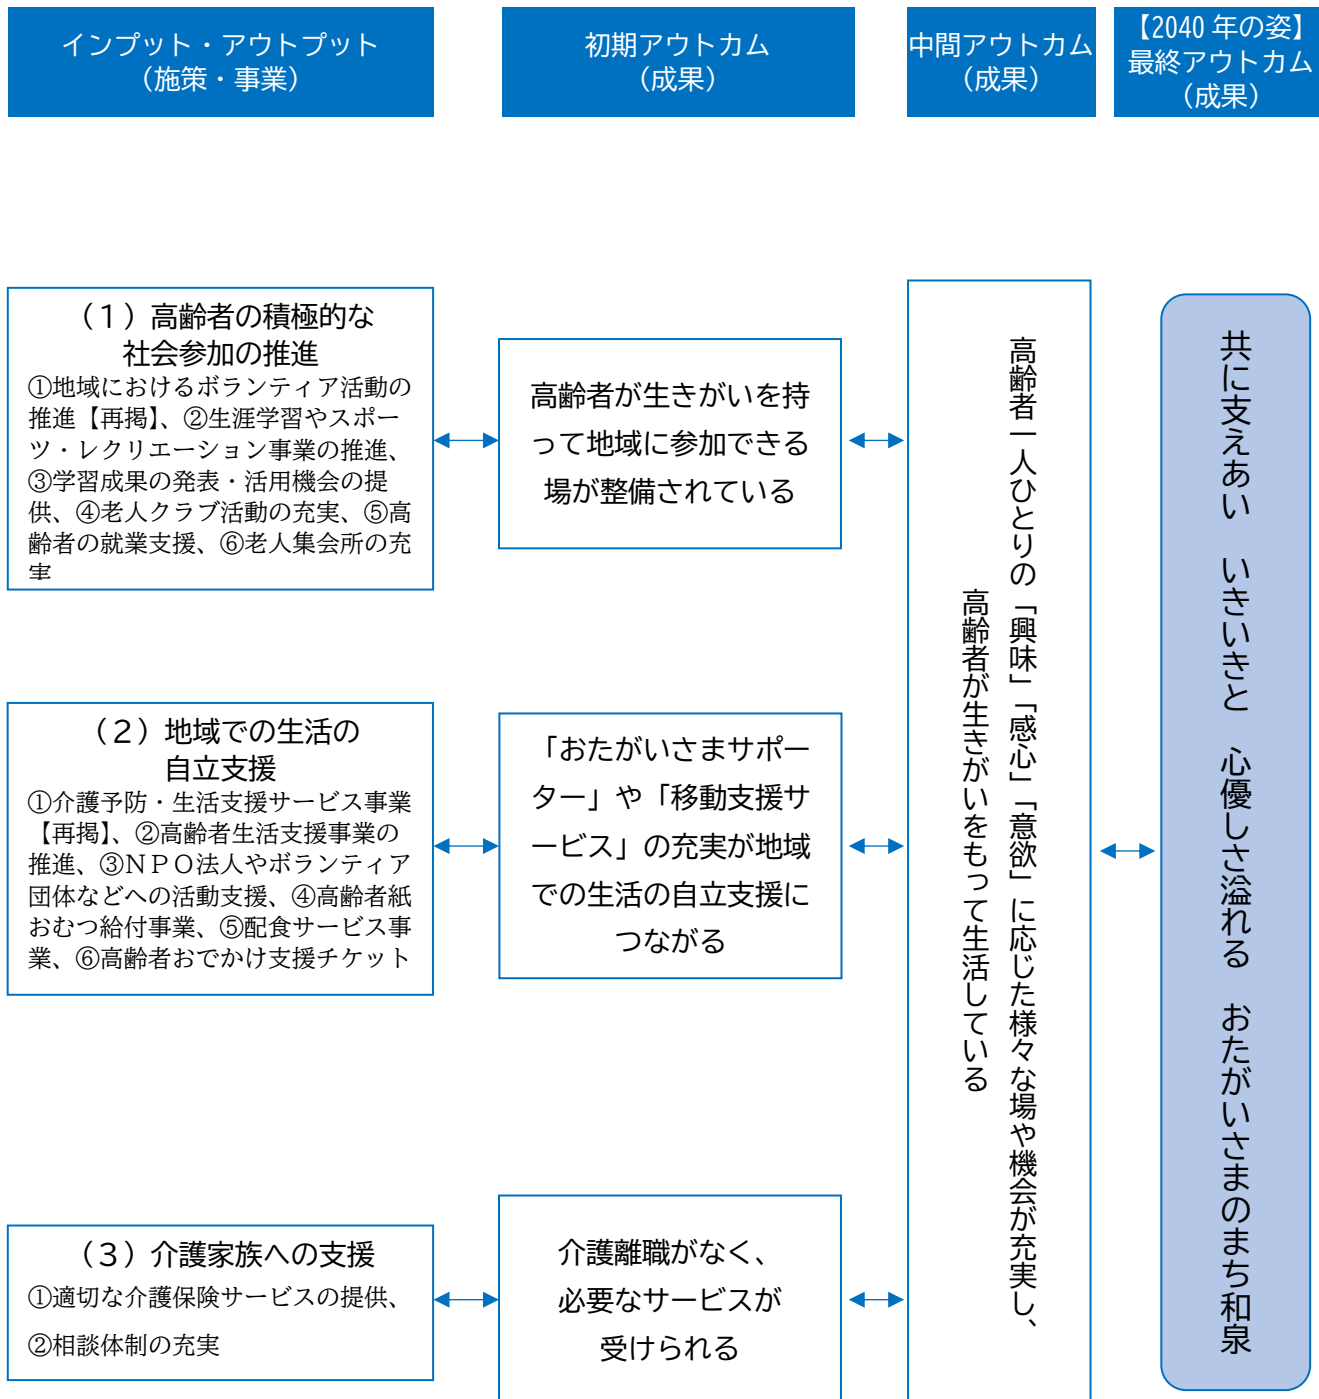 インプット・アウトプット
（施策・事業）
初期アウトカム
（成果）
中間アウトカム
（成果）
【2040 年の姿】
最終アウトカム
（成果）
（１）高齢者の積極的な
社会参加の推進
①地域におけるボランティア活動の
推進【再掲】、②生涯学習やスポー
ツ・レクリエーション事業の推進、
③学習成果の発表・活用機会の提
供、④老人クラブ活動の充実、⑤高
齢者の就業支援、⑥老人集会所の充
実
高齢者が生きがいを持
って地域に参加できる
場が整備されている
（２）地域での生活の
自立支援
①介護予防・生活支援サービス事業
【再掲】、②高齢者生活支援事業の
推進、③ＮＰＯ法人やボランティア
団体などへの活動支援、④高齢者紙
おむつ給付事業、⑤配食サービス事
業、⑥高齢者おでかけ支援チケット
「おたがいさまサポー
ター」や「移動支援サ
ービス」の充実が地域
での生活の自立支援に
つながる
（３）介護家族への支援
①適切な介護保険サービスの提供、
②相談体制の充実
介護離職がなく、
必要なサービスが
受けられる
高齢者一人ひとりの「興味」「感心」「意欲」に応じた様々な場や機会が充実し、
高齢者が生きがいをもって生活している
共に支えあい　いきいきと　心優しさ溢れる　おたがいさまのまち和泉